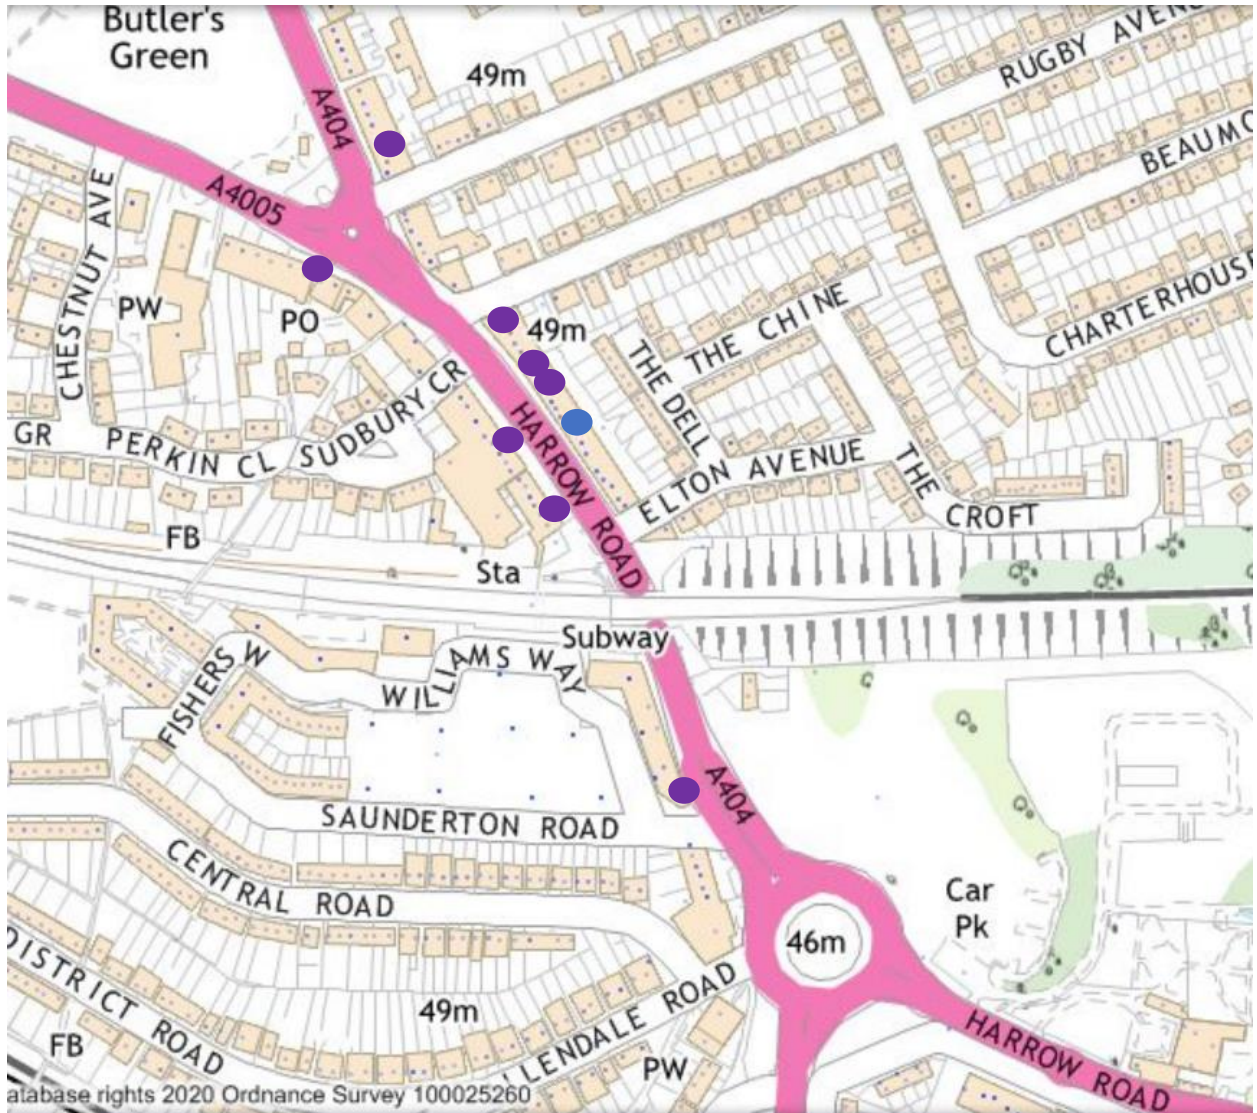 Butler's
Green
49m
RUGBY AVENU
A404
BEAUMO
A4005
CHESTNUT AVE
PW
PO
49m
THE CHINE
CHARTERHOUSE
THE DELL
SUDBURY CR
HARROW ROAD
GR
PERKIN CL
ELTON AVENUE
THE
CROFT
FB
Sta
Subway
FISHERS W
WILLIAMS WAY
A404
SAUNDERTON ROAD
CENTRAL ROAD
Car
Pk
46m
DISTRICT ROAD
49m
LLENDALE ROAD
HARROW ROAD
FB
PW
atabase rights 2020 Ordnance Survey 100025260